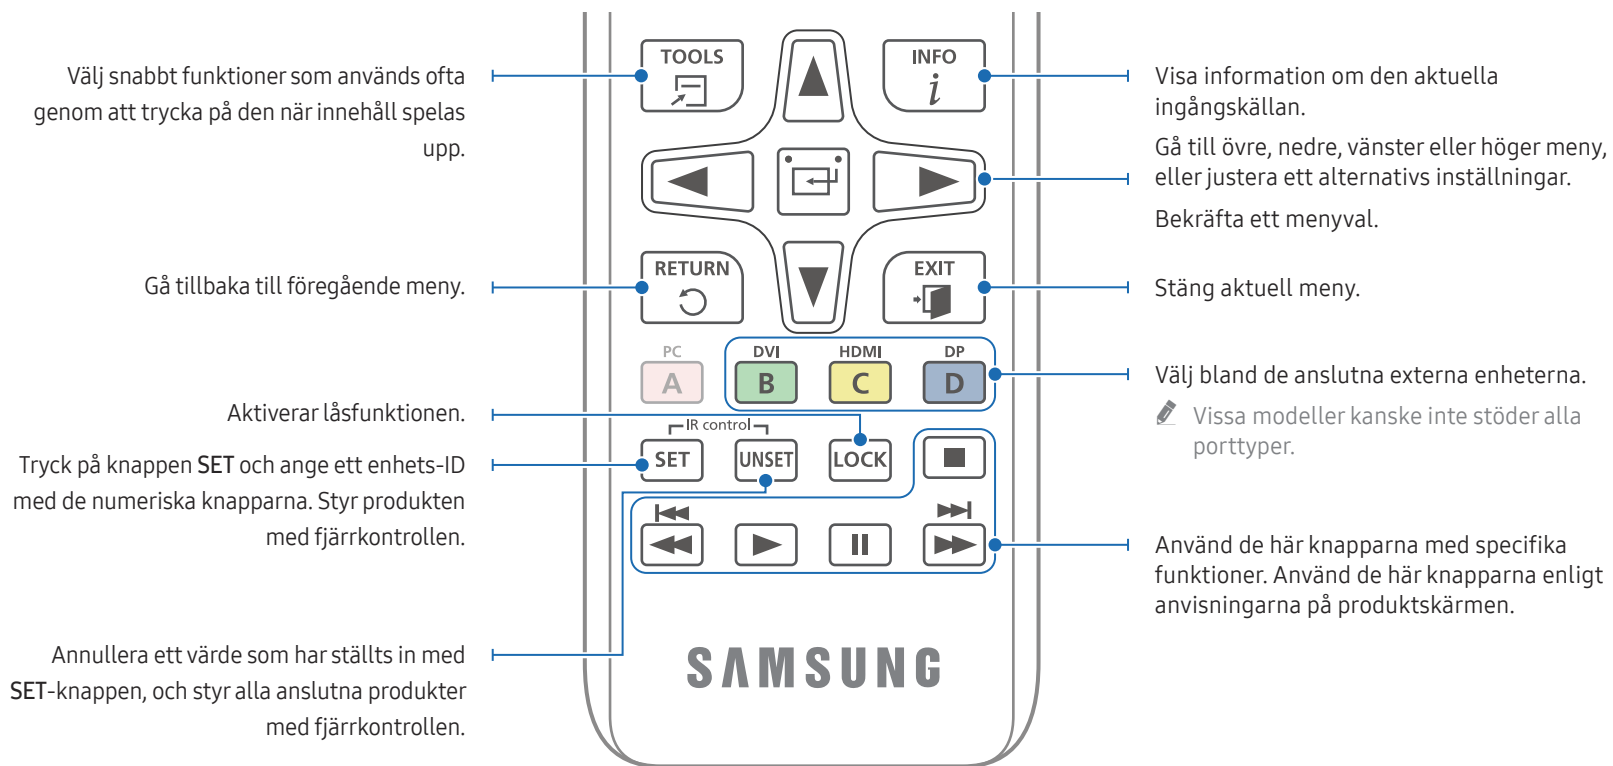 Välj snabbt funktioner som används ofta
genom att trycka på den när innehåll spelas
upp.
Gå tillbaka till föregående meny.
Aktiverar låsfunktionen.
Tryck på knappen SET och ange ett enhets-ID
med de numeriska knapparna. Styr produkten
med fjärrkontrollen.
Annullera ett värde som har ställts in med
SET-knappen, och styr alla anslutna produkter
med fjärrkontrollen.
TOOLS
INFO
i
RETURN
EXIT
PC
DVI
HDMI
DP
A
B
C
D
IR control
SET
UNSET
LOCK
SAMSUNG
Visa information om den aktuella
ingångskällan.
Gå till övre, nedre, vänster eller höger meny,
eller justera ett alternativs inställningar.
Bekräfta ett menyval.
Stäng aktuell meny.
Välj bland de anslutna externa enheterna.
Vissa modeller kanske inte stöder alla
porttyper.
Använd de här knapparna med specifika
funktioner. Använd de här knapparna enligt
anvisningarna på produktskärmen.